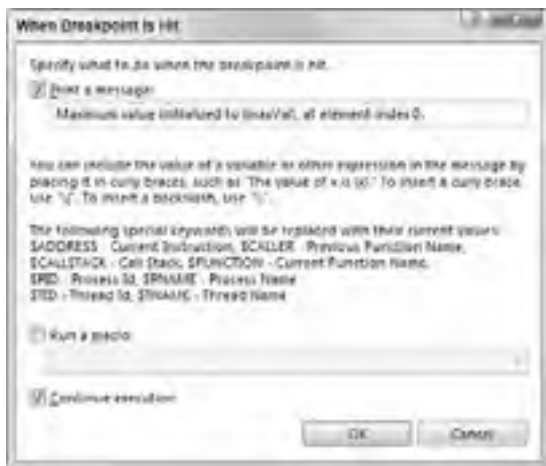 When Breakpoint Is Hit
Specify what to do when the breakpoint is hit.
Print a message:
Maximum value initialized to {maxVal}, at element index 0.
You can include the value of a variable or other expression in the message by
placing it in curly braces, such as "The value of x is {x}." To insert a curly brace,
use "\{". To insert a backslash, use "\\".
The following special keywords will be replaced with their current values:
$ADDRESS - Current Instruction, $CALLER - Previous Function Name,
$CALLSTACK - Call Stack, $FUNCTION - Current Function Name,
$PID - Process Id, $PNAME - Process Name
$TID - Thread Id, $TNAME - Thread Name
Run a macro:
Continue execution
OK Cancel